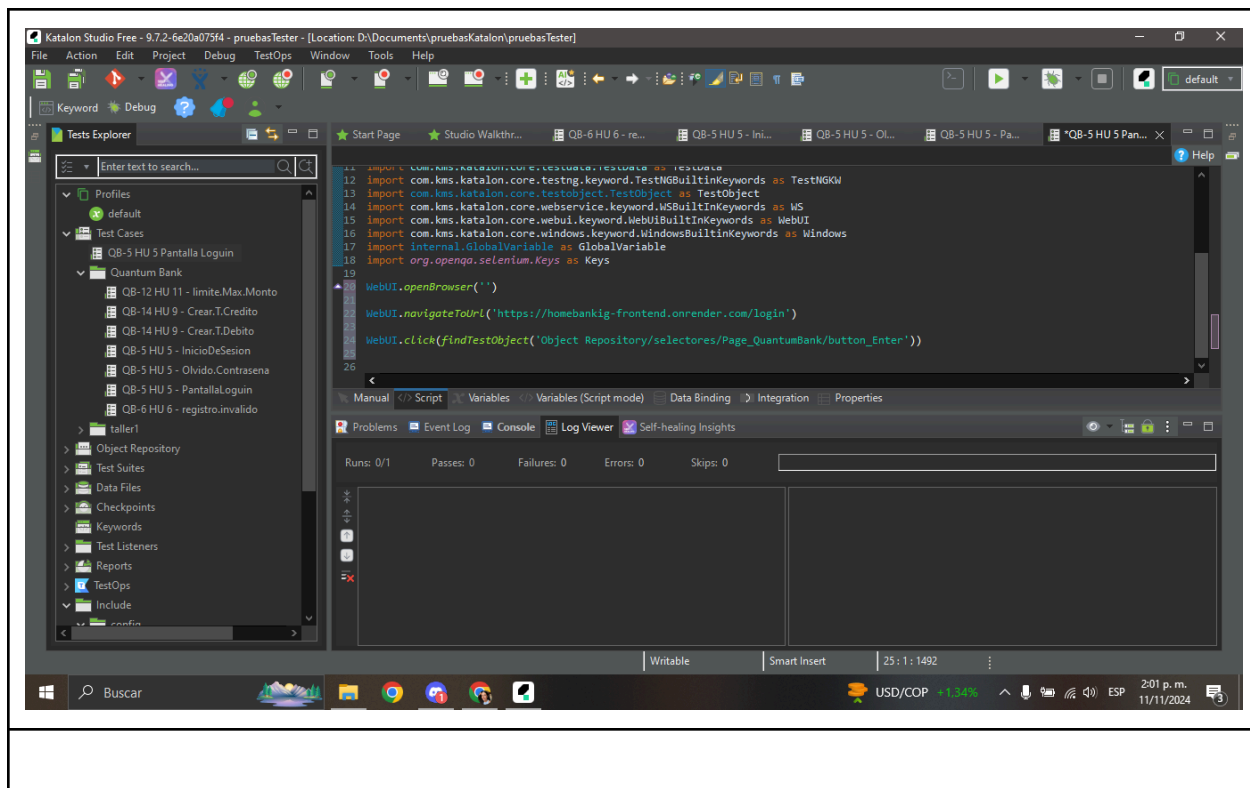 Katalon Studio Free - 9.7.2-6e20a075f4 - pruebasTester - [Location: D:\Documents\pruebasKatalon\pruebasTester]
File Action Edit Project Debug TestOps Window Tools Help
default
Keyword Debug
Tests Explorer
Enter text to search...
Profiles
default
Test Cases
QB-5 HU 5 Pantalla Loguin
Quantum Bank
QB-12 HU 11 - limite.Max.Monto
QB-14 HU 9 - Crear.T.Credito
QB-14 HU 9 - Crear.T.Debito
QB-5 HU 5 - InicioDeSesion
QB-5 HU 5 - Olvido.Contrasena
QB-5 HU 5 - PantallaLoguin
QB-6 HU 6 - registro.invalido
taller1
Object Repository
Test Suites
Data Files
Checkpoints
Keywords
Test Listeners
Reports
TestOps
Include
config
Start Page Studio Walkthr... QB-6 HU 6 - re... QB-5 HU 5 - Ini... QB-5 HU 5 - Ol... QB-5 HU 5 - Pa... *QB-5 HU 5 Pan...
Help
11 import com.kms.katalon.core.testdata.TestData as TestData
12 import com.kms.katalon.core.testng.keyword.TestNGBuiltinKeywords as TestNGKW
13 import com.kms.katalon.core.testobject.TestObject as TestObject
14 import com.kms.katalon.core.webservice.keyword.WSBuiltInKeywords as WS
15 import com.kms.katalon.core.webui.keyword.WebUiBuiltInKeywords as WebUI
16 import com.kms.katalon.core.windows.keyword.WindowsBuiltinKeywords as Windows
17 import internal.GlobalVariable as GlobalVariable
18 import org.openqa.selenium.Keys as Keys
19
20 WebUI.openBrowser('')
21
22 WebUI.navigateToUrl('https://homebankig-frontend.onrender.com/login')
23
24 WebUI.click(findTestObject('Object Repository/selectores/Page_QuantumBank/button_Enter'))
25
26
Manual Script Variables Variables (Script mode) Data Binding Integration Properties
Problems Event Log Console Log Viewer Self-healing Insights
Runs: 0/1 Passes: 0 Failures: 0 Errors: 0 Skips: 0
Writable Smart Insert 25 : 1 : 1492
Buscar
USD/COP +1,34% ESP 2:01 p. m.
11/11/2024
3